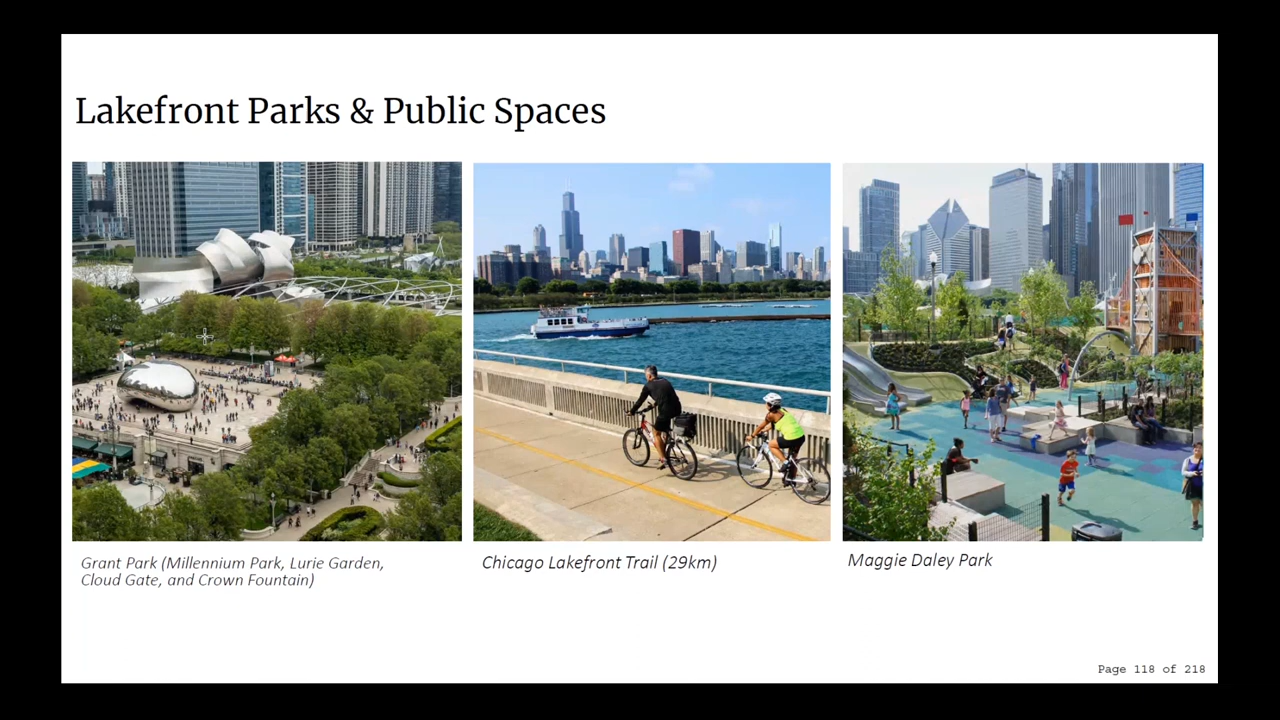 Lakefront Parks & Public Spaces
Grant Park (Millennium Park, Lurie Garden,
Cloud Gate, and Crown Fountain)
Chicago Lakefront Trail (29km)
Maggie Daley Park
Page 118 of 218